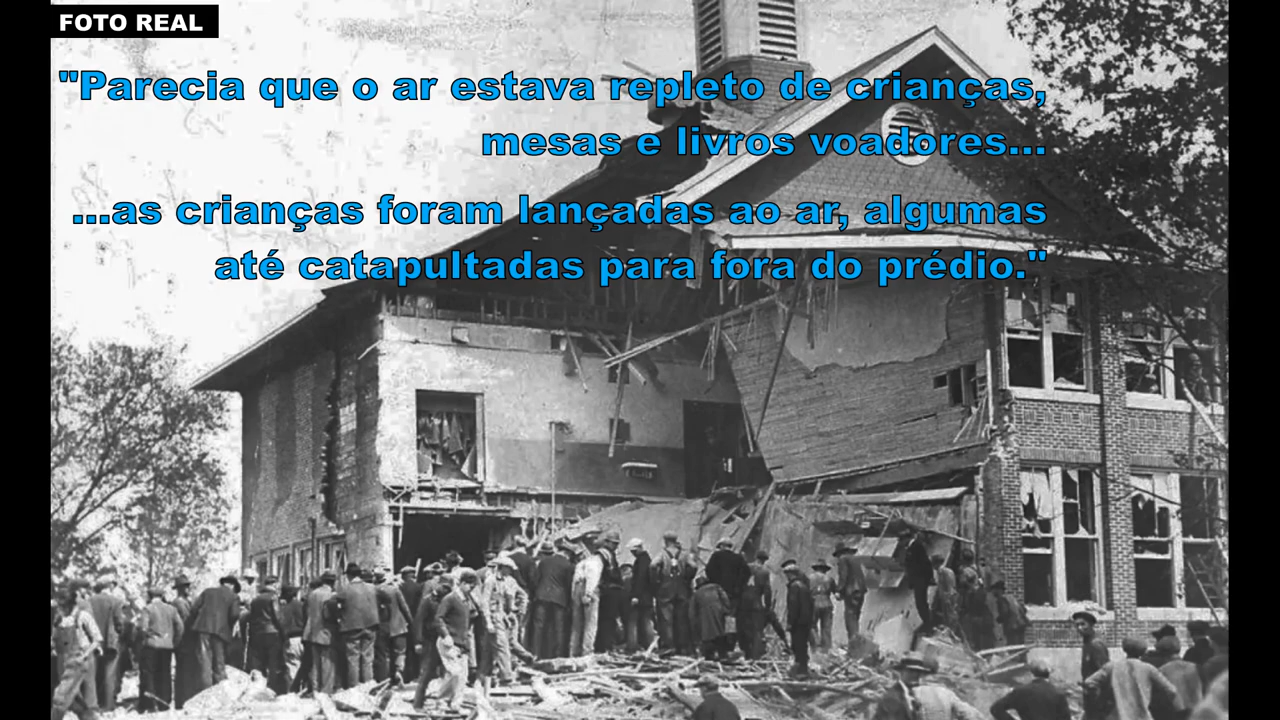 FOTO REAL
"Parecia que o ar estava repleto de crianças,
mesas e livros voadores...
...as crianças foram lançadas ao ar, algumas
até catapultadas para fora do prédio."